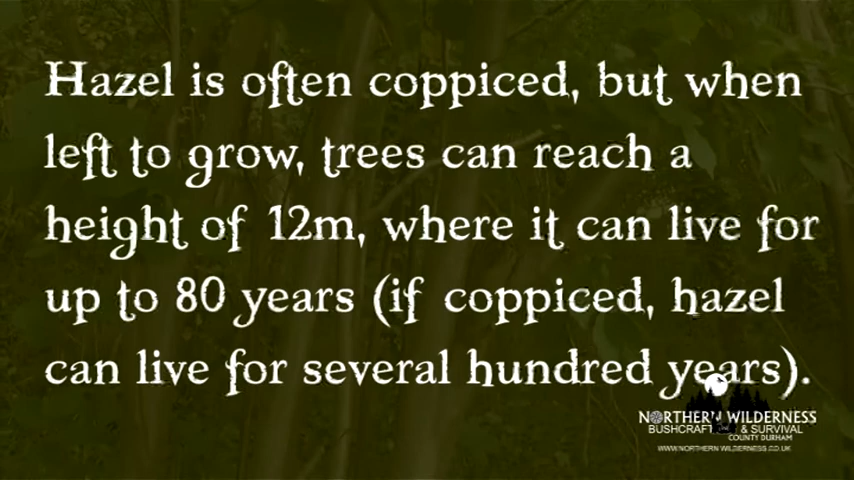 Hazel is often coppiced, but when
left to grow, trees can reach a
height of 12m, where it can live for
up to 80 years (if coppiced, hazel
can live for several hundred years).
NORTHERN WILDERNESS
BUSHCRAFT & SURVIVAL
COUNTY DURHAM
WWW.NORTHERN WILDERNESS.CO.UK